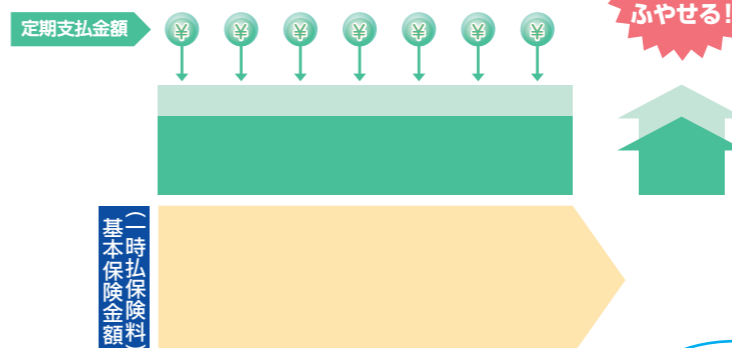 定期支払金額
¥ ¥ ¥ ¥ ¥ ¥ ¥
ふやせる!
基本保険金額
(一時払保険料)